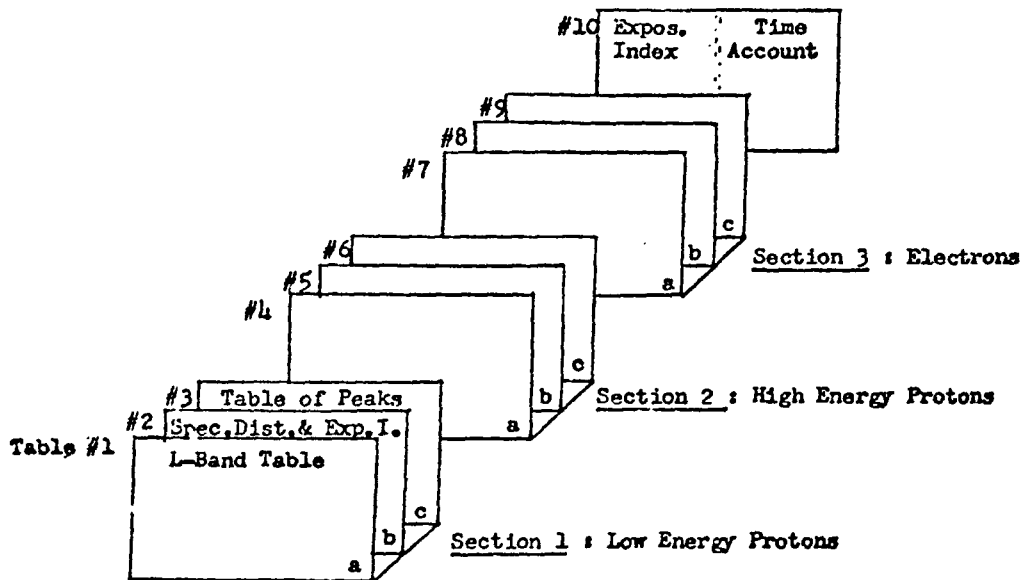 #10 Expos. Index Time Account
#9
#8
#7
c
b
a
Section 3 : Electrons
#6
#5
#4
c
b
a
Section 2 : High Energy Protons
#3 Table of Peaks
#2 Spec.Dist.& Exp.I.
Table #1 L-Band Table
c
b
a
Section 1 : Low Energy Protons